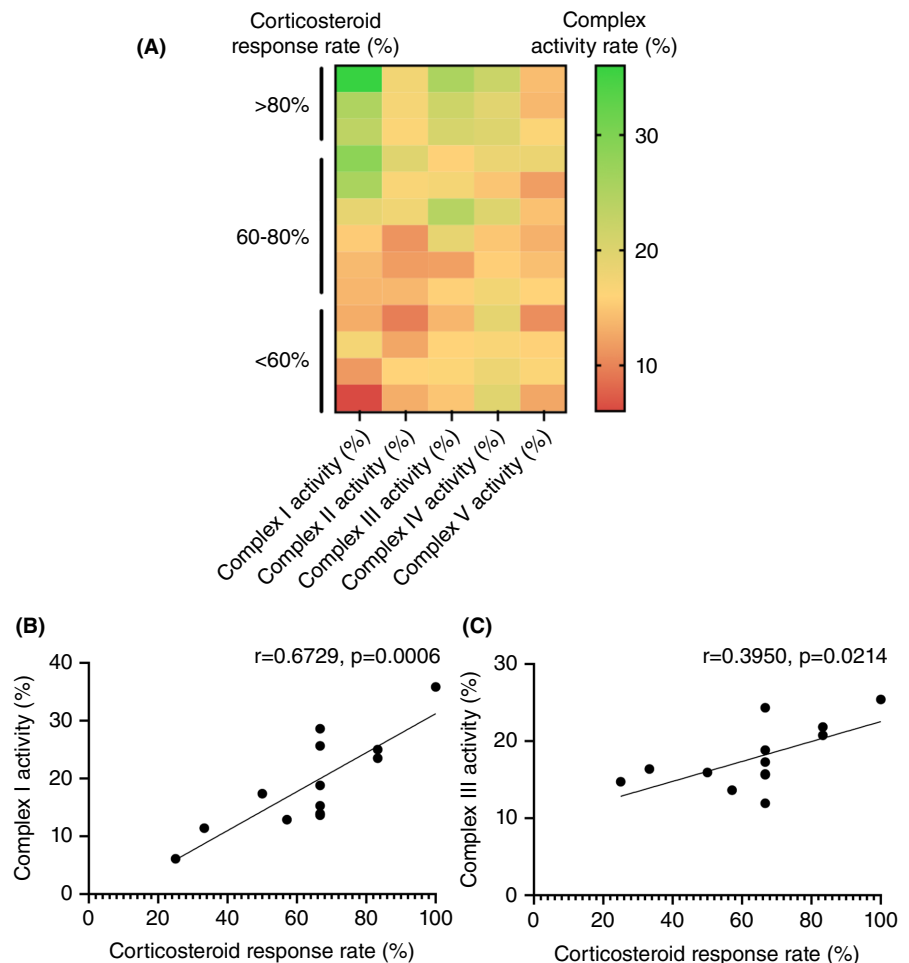 (A)
Corticosteroid
response rate (%)
Complex
activity rate (%)
>80%
60-80%
<60%
30
20
10
Complex I activity (%)
Complex II activity (%)
Complex III activity (%)
Complex IV activity (%)
Complex V activity (%)
(B)
r=0.6729, p=0.0006
Complex I activity (%)
40
30
20
10
0
0 20 40 60 80 100
Corticosteroid response rate (%)
(C)
r=0.3950, p=0.0214
Complex III activity (%)
30
20
10
0
0 20 40 60 80 100
Corticosteroid response rate (%)